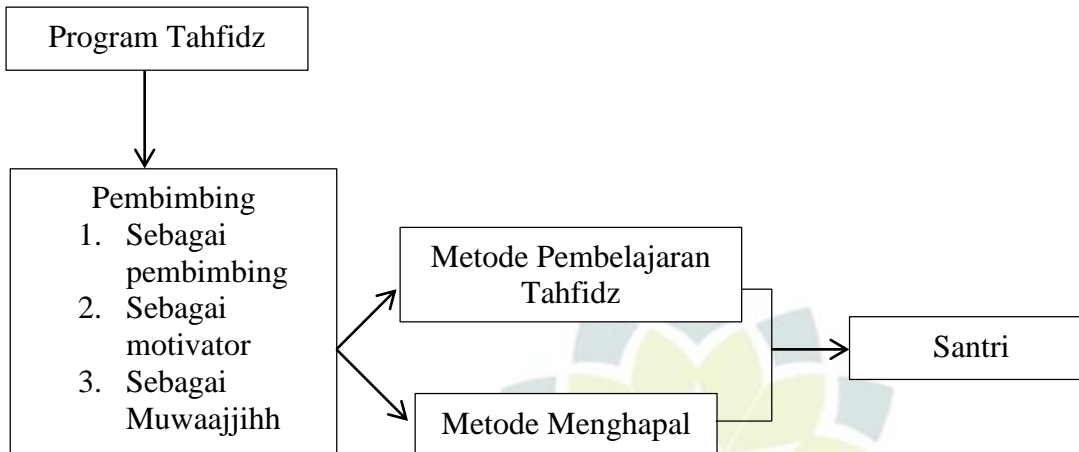 Program Tahfidz
Pembimbing
1. Sebagai
pembimbing
2. Sebagai
motivator
3. Sebagai
Muwaajjihh
Metode Pembelajaran
Tahfidz
Metode Menghapal
Santri